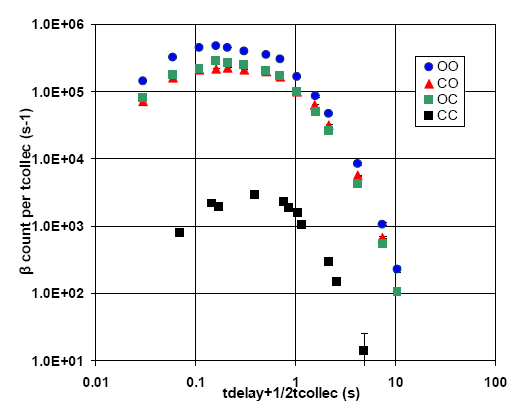 1.0E+06
1.0E+05
1.0E+04
1.0E+03
1.0E+02
1.0E+01
β count per tcollec (s-1)
OO
CO
OC
CC
0.01
0.1
1
10
100
tdelay+1/2tcollec (s)